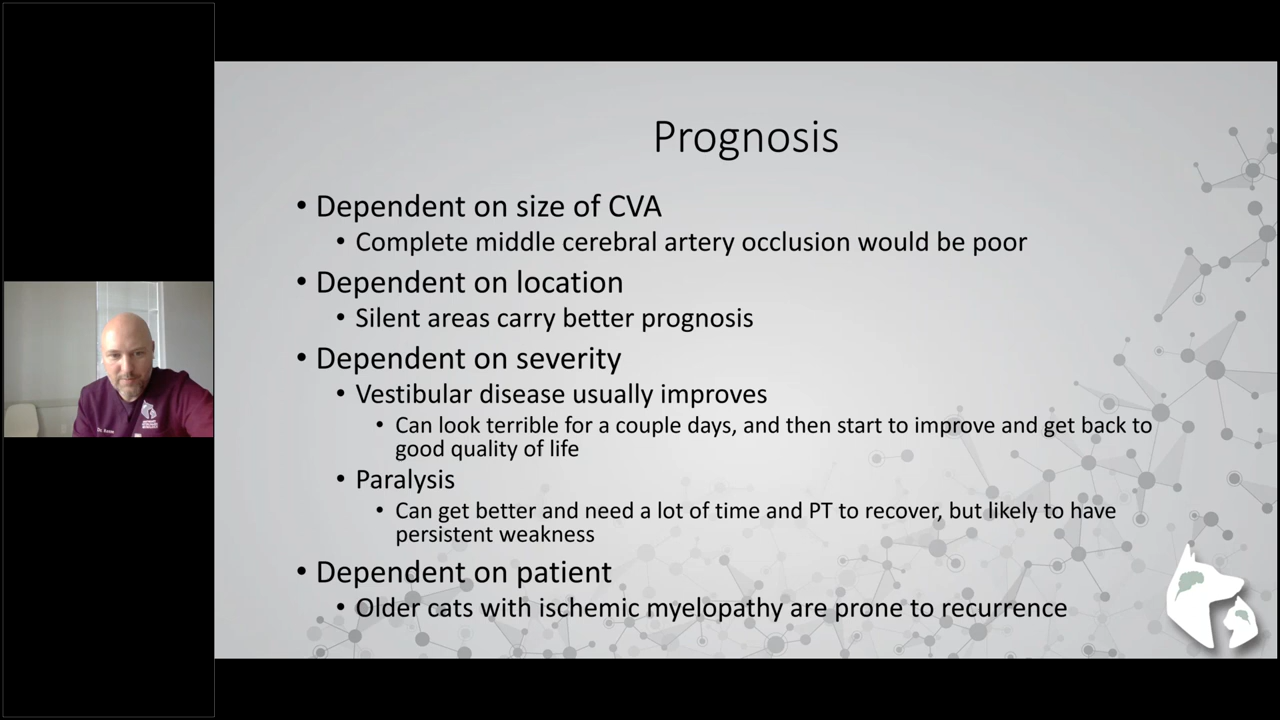 Prognosis
• Dependent on size of CVA
• Complete middle cerebral artery occlusion would be poor
• Dependent on location
• Silent areas carry better prognosis
• Dependent on severity
• Vestibular disease usually improves
• Can look terrible for a couple days, and then start to improve and get back to
good quality of life
• Paralysis
• Can get better and need a lot of time and PT to recover, but likely to have
persistent weakness
• Dependent on patient
• Older cats with ischemic myelopathy are prone to recurrence